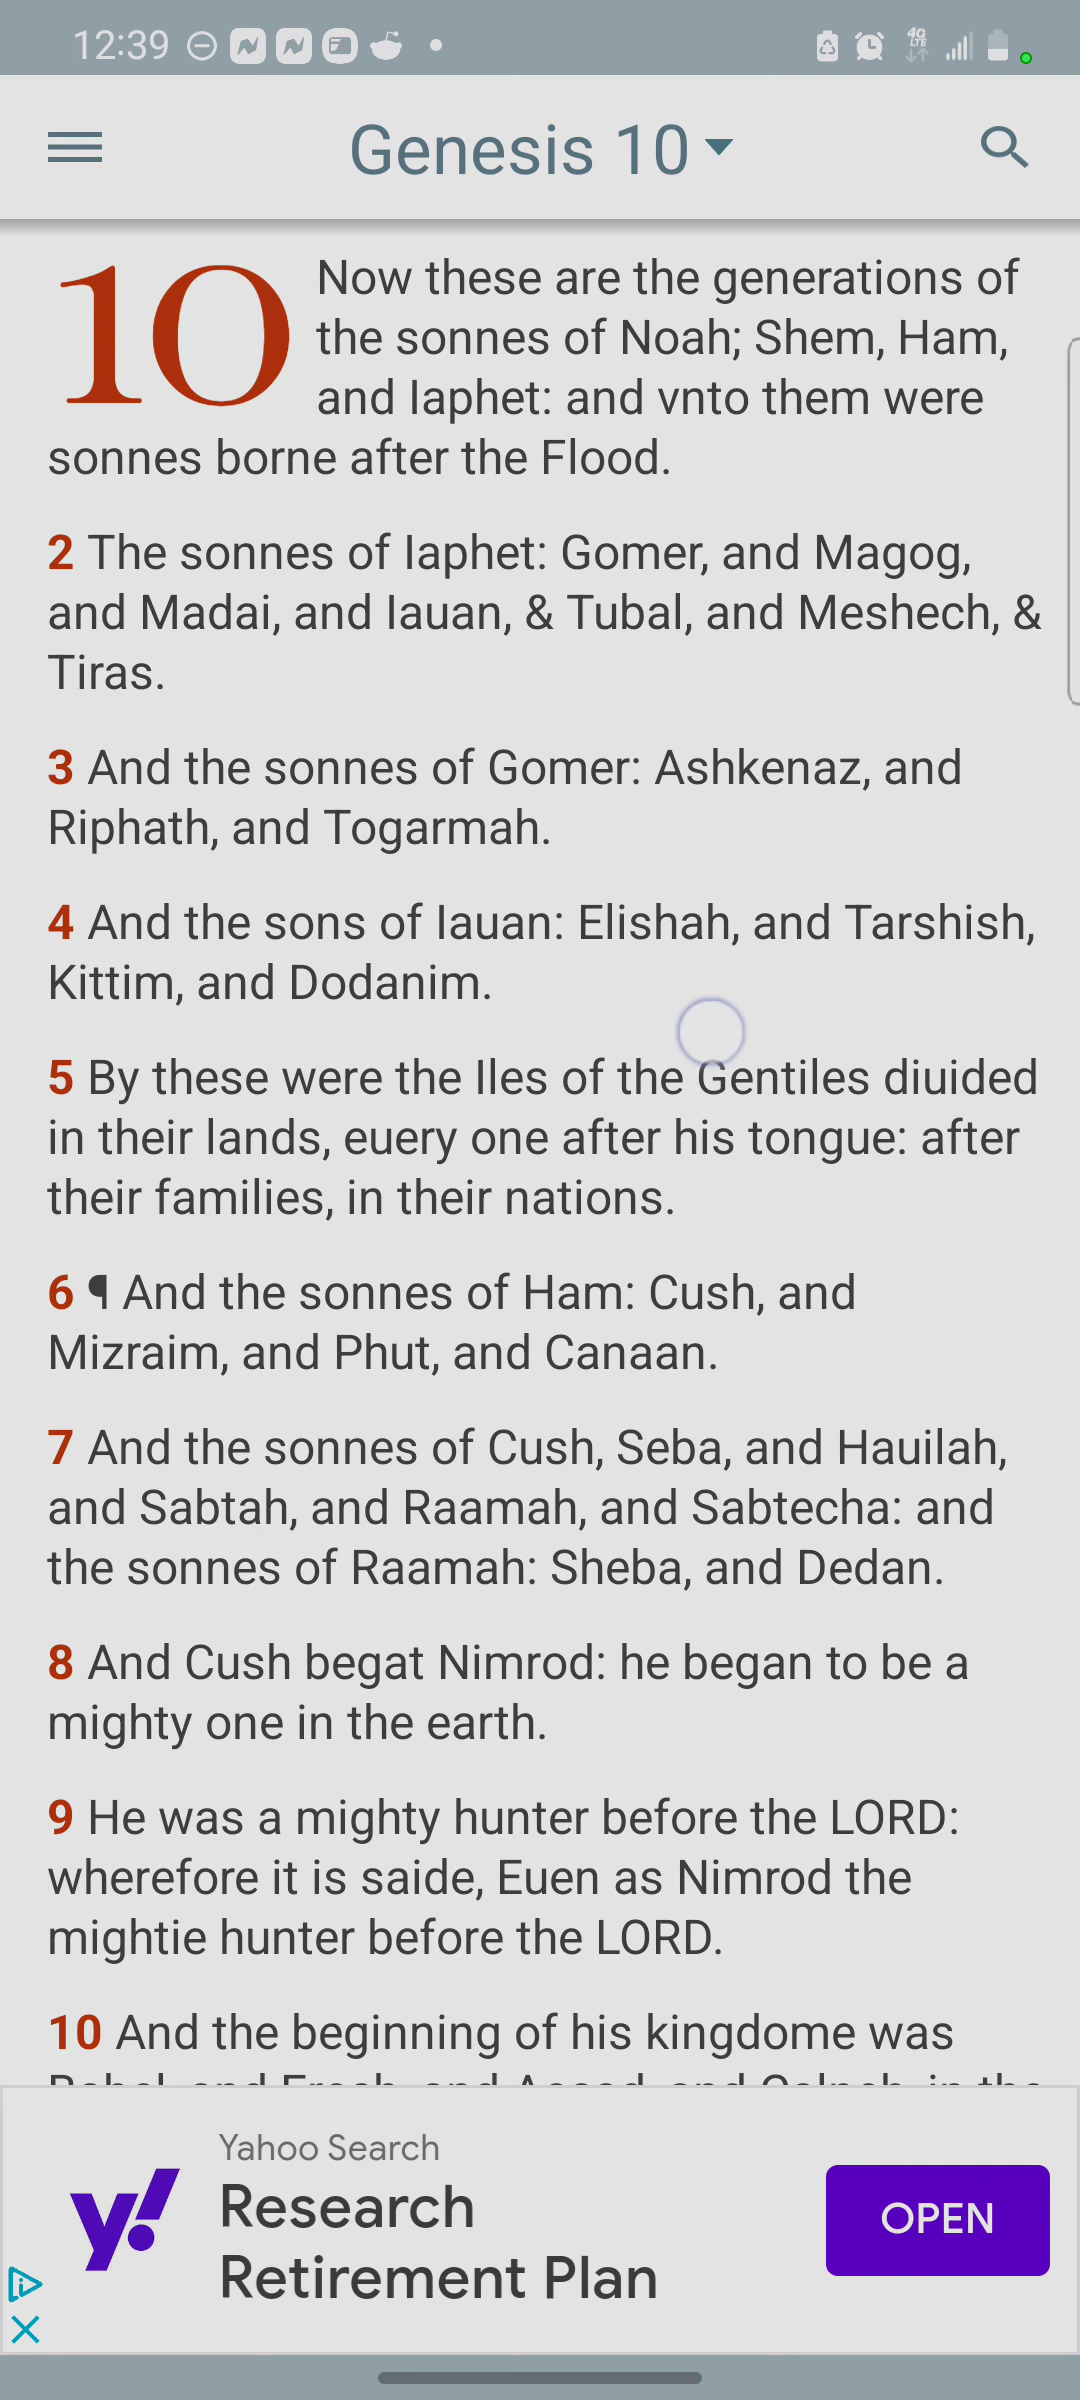 12:39
4G
LTE
Genesis 10
10 Now these are the generations of
the sonnes of Noah; Shem, Ham,
and Iaphet: and vnto them were
sonnes borne after the Flood.
2 The sonnes of Iaphet: Gomer, and Magog,
and Madai, and Iauan, & Tubal, and Meshech, &
Tiras.
3 And the sonnes of Gomer: Ashkenaz, and
Riphath, and Togarmah.
4 And the sons of Iauan: Elishah, and Tarshish,
Kittim, and Dodanim.
5 By these were the Iles of the Gentiles diuided
in their lands, euery one after his tongue: after
their families, in their nations.
6 ¶ And the sonnes of Ham: Cush, and
Mizraim, and Phut, and Canaan.
7 And the sonnes of Cush, Seba, and Hauilah,
and Sabtah, and Raamah, and Sabtecha: and
the sonnes of Raamah: Sheba, and Dedan.
8 And Cush begat Nimrod: he began to be a
mighty one in the earth.
9 He was a mighty hunter before the LORD:
wherefore it is saide, Euen as Nimrod the
mightie hunter before the LORD.
10 And the beginning of his kingdome was
Yahoo Search
y!
Research
Retirement Plan
OPEN